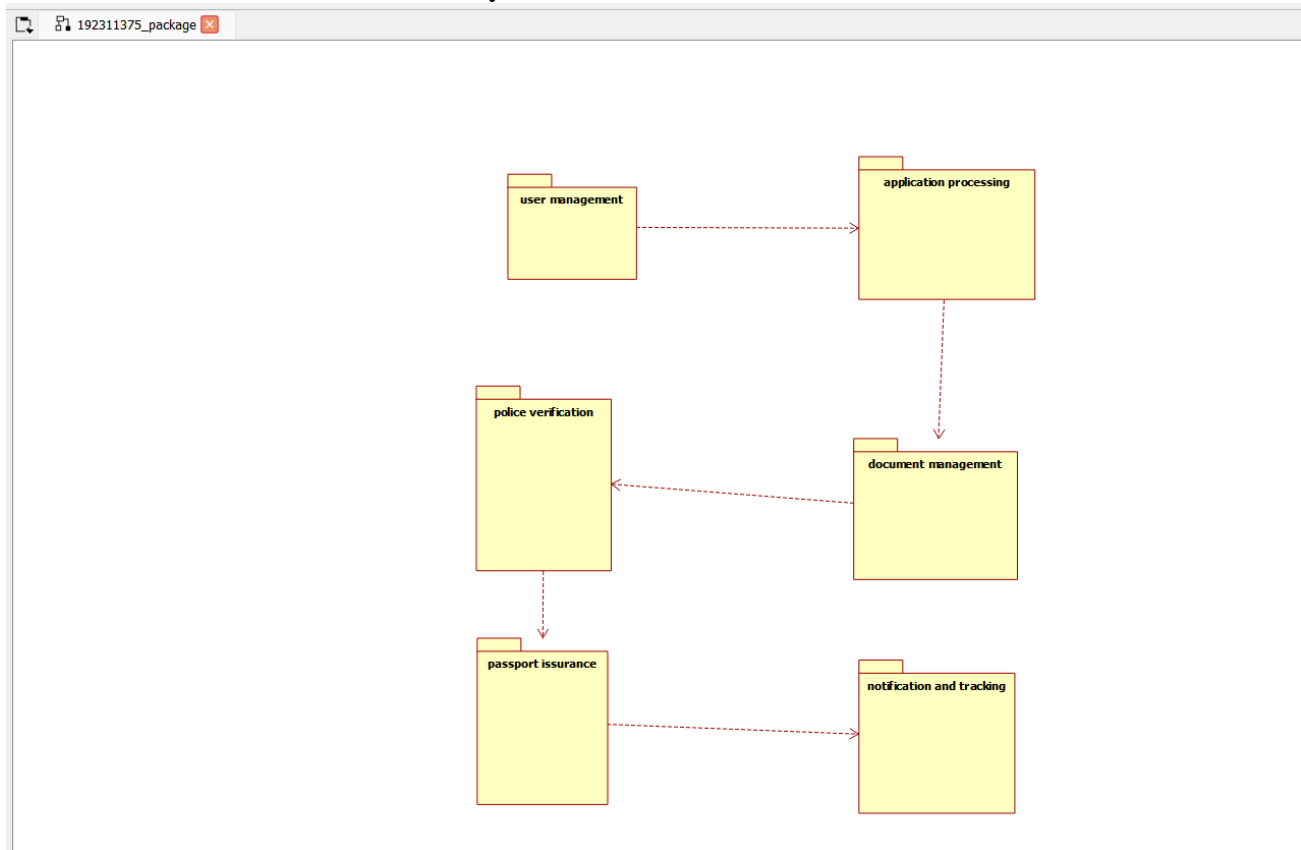 192311375_package
user management
application processing
police verification
document management
passport issurance
notification and tracking